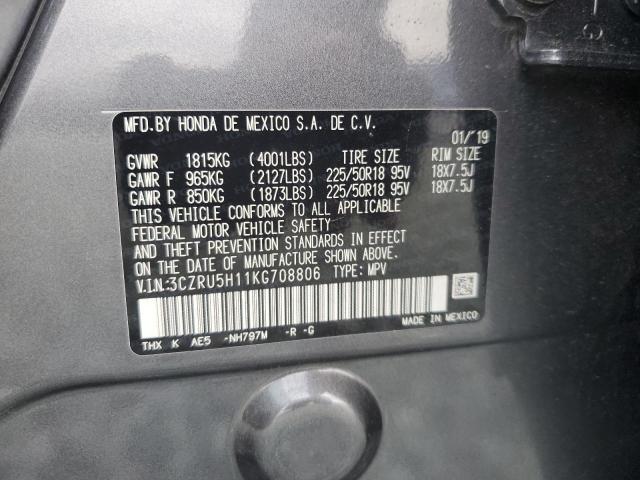 MFD.BY HONDA DE MEXICO S.A. DE C.V.
01/'19
GVWR 1815KG (4001LBS) TIRE SIZE RIM SIZE
GAWR F 965KG (2127LBS) 225/50R18 95V 18X7.5J
GAWR R 850KG (1873LBS) 225/50R18 95V 18X7.5J
THIS VEHICLE CONFORMS TO ALL APPLICABLE
FEDERAL MOTOR VEHICLE SAFETY
AND THEFT PREVENTION STANDARDS IN EFFECT
ON THE DATE OF MANUFACTURE SHOWN ABOVE.
V.I.N:3CZRU5H11KG708806 TYPE: MPV
THX K AE5 -NH797M -R -G
MADE IN MEXICO